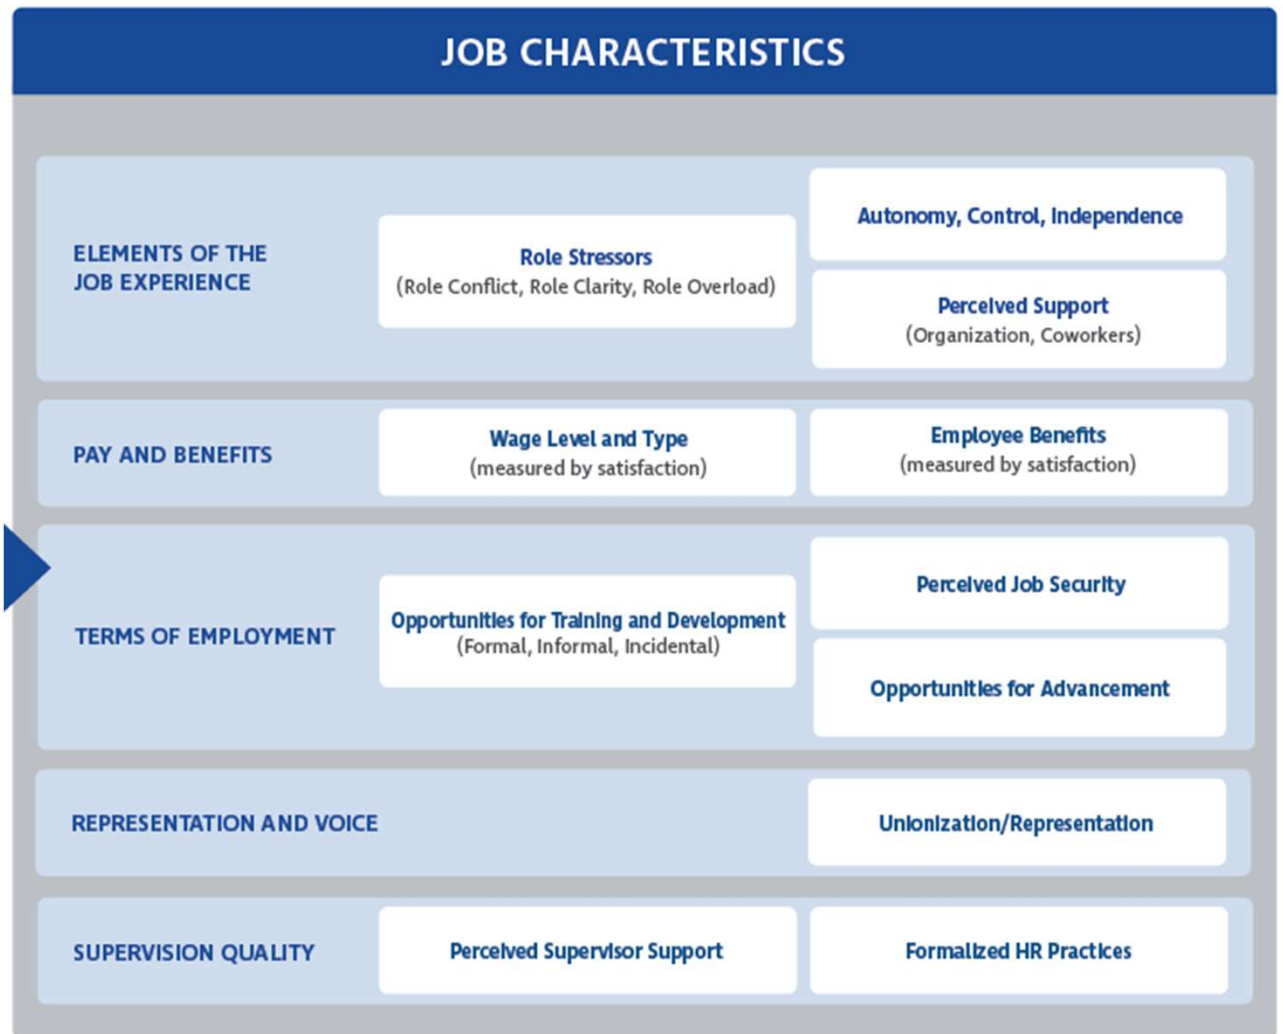 JOB CHARACTERISTICS
ELEMENTS OF THE
JOB EXPERIENCE
Role Stressors
(Role Conflict, Role Clarity, Role Overload)
Autonomy, Control, Independence
Perceived Support
(Organization, Coworkers)
PAY AND BENEFITS
Wage Level and Type
(measured by satisfaction)
Employee Benefits
(measured by satisfaction)
TERMS OF EMPLOYMENT
Opportunities for Training and Development
(Formal, Informal, Incidental)
Perceived Job Security
Opportunities for Advancement
REPRESENTATION AND VOICE
Unionization/Representation
SUPERVISION QUALITY
Perceived Supervisor Support
Formalized HR Practices